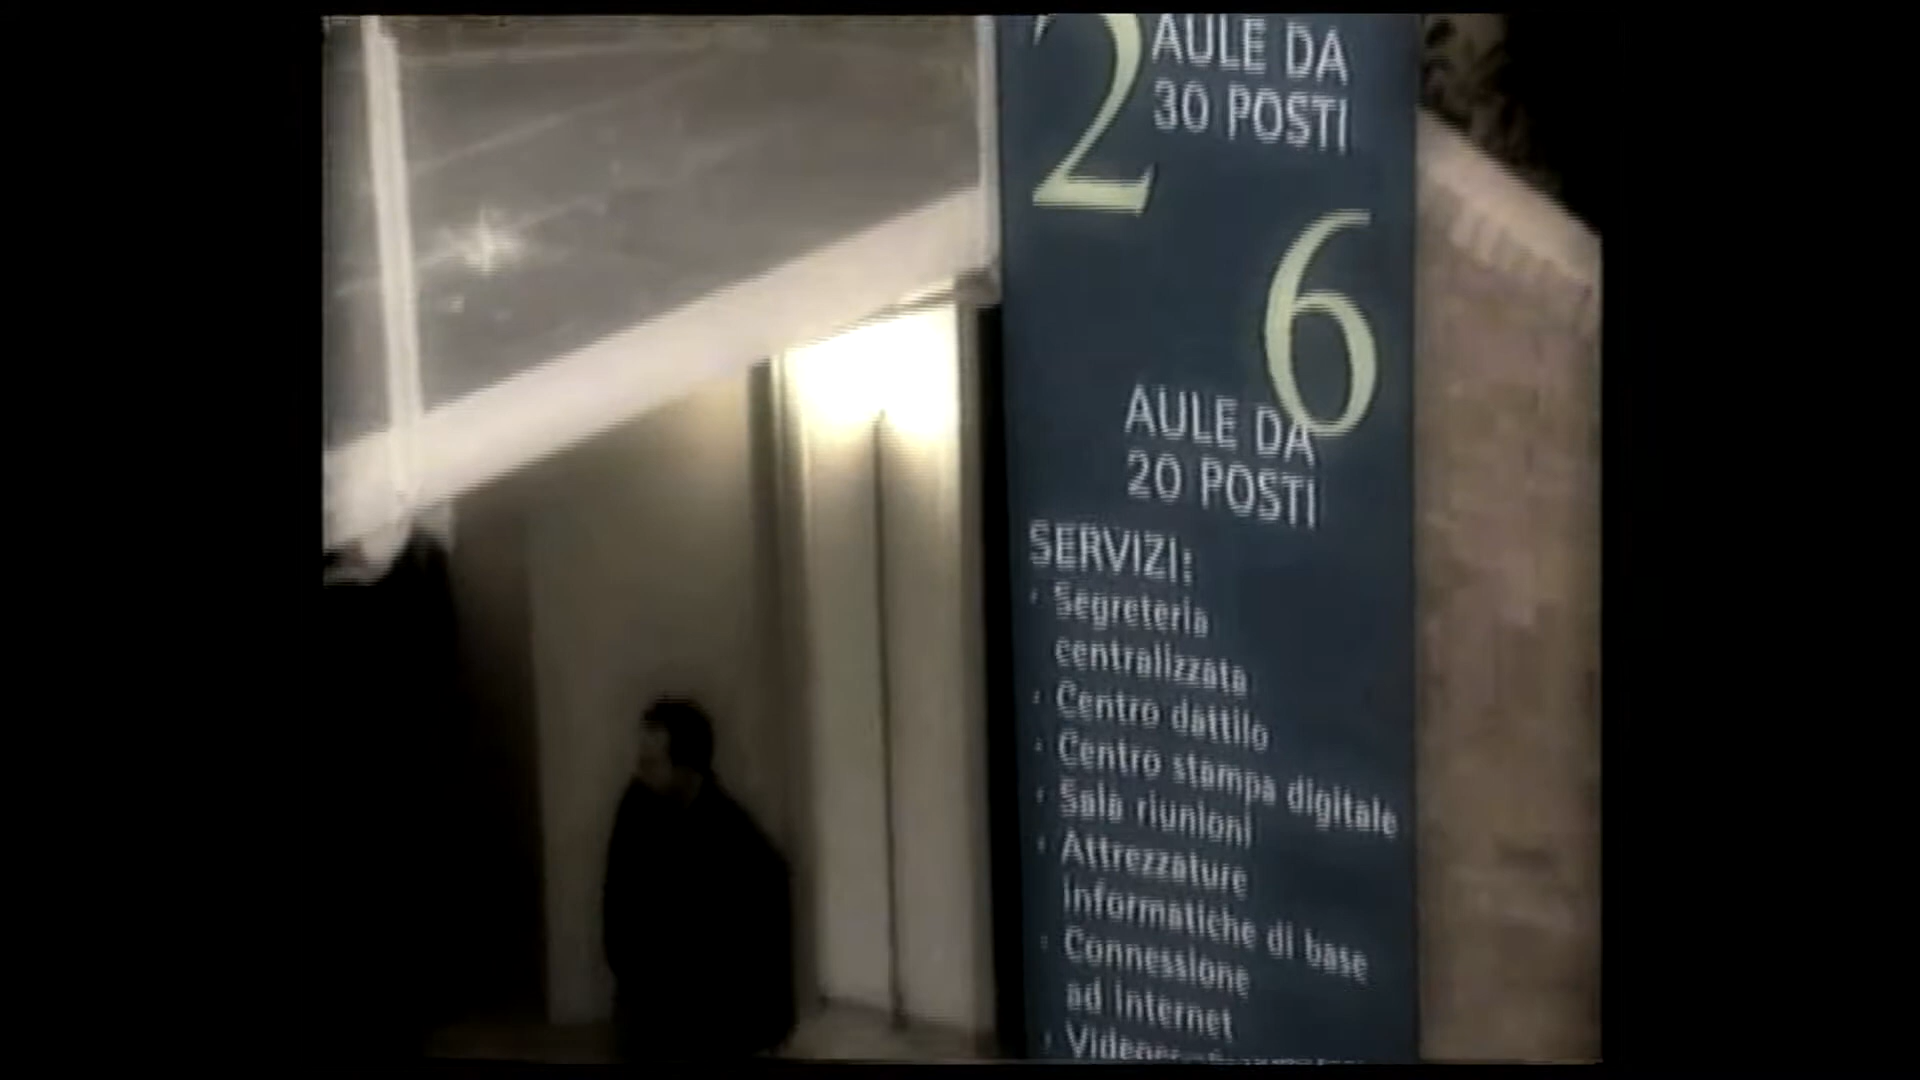 2
AULE DA
30 POSTI
6
AULE DA
20 POSTI
SERVIZI:
· Segreteria
centralizzata
· Centro dattilo
· Centro stampa digitale
· Sala riunioni
· Attrezzature
informatiche di base
· Connessione
ad internet